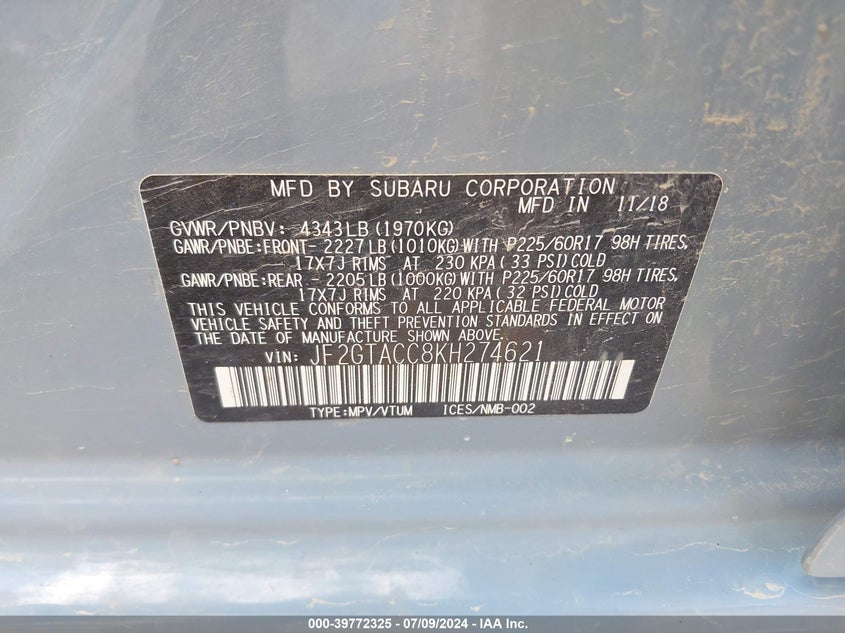 MFD BY SUBARU CORPORATION
MFD IN 11/18
GVWR/PNBV: 4343LB(1970KG)
GAWR/PNBE:FRONT- 2227LB(1010KG)WITH P225/60R17 98H TIRES,
17X7J RIMS AT 230 KPA(33 PSI)COLD
GAWR/PNBE:REAR - 2205LB(1000KG)WITH P225/60R17 98H TIRES,
17X7J RIMS AT 220 KPA(32 PSI)COLD
THIS VEHICLE CONFORMS TO ALL APPLICABLE FEDERAL MOTOR
VEHICLE SAFETY AND THEFT PREVENTION STANDARDS IN EFFECT ON
THE DATE OF MANUFACTURE SHOWN ABOVE.
VIN: JF2GTACC8KH274621
TYPE:MPV/VTUM ICES/NMB-002
000-39772325 / 07/09/2024 - IAA Inc.